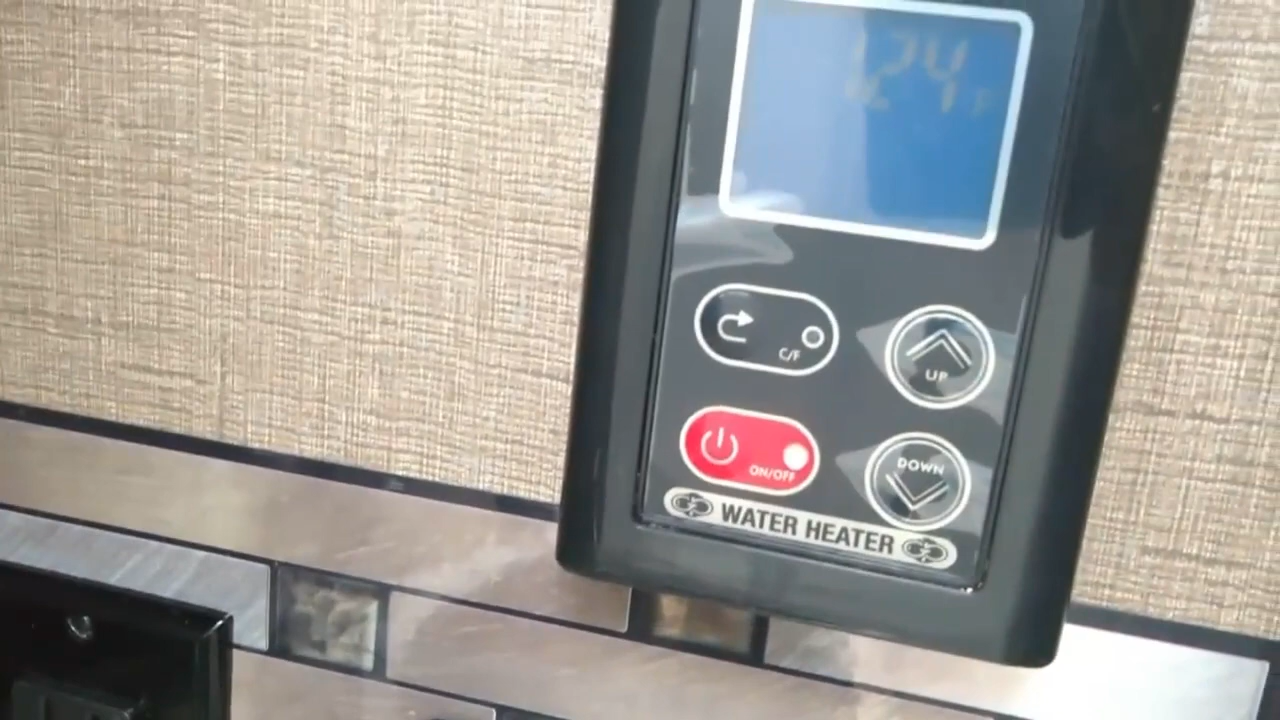 124 F
C/F
UP
ON/OFF
DOWN
WATER HEATER